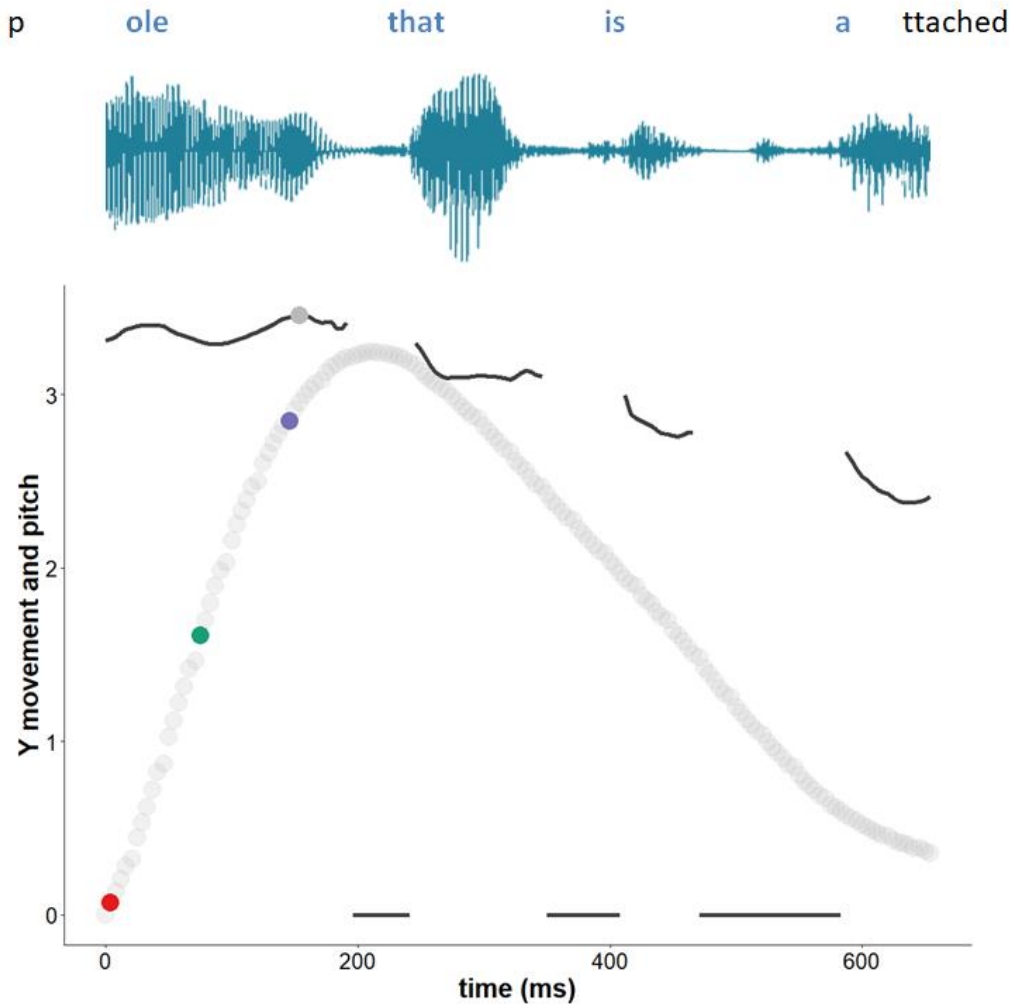 p ole that is a ttached
Y movement and pitch
3
2
1
0
0 200 400 600
time (ms)